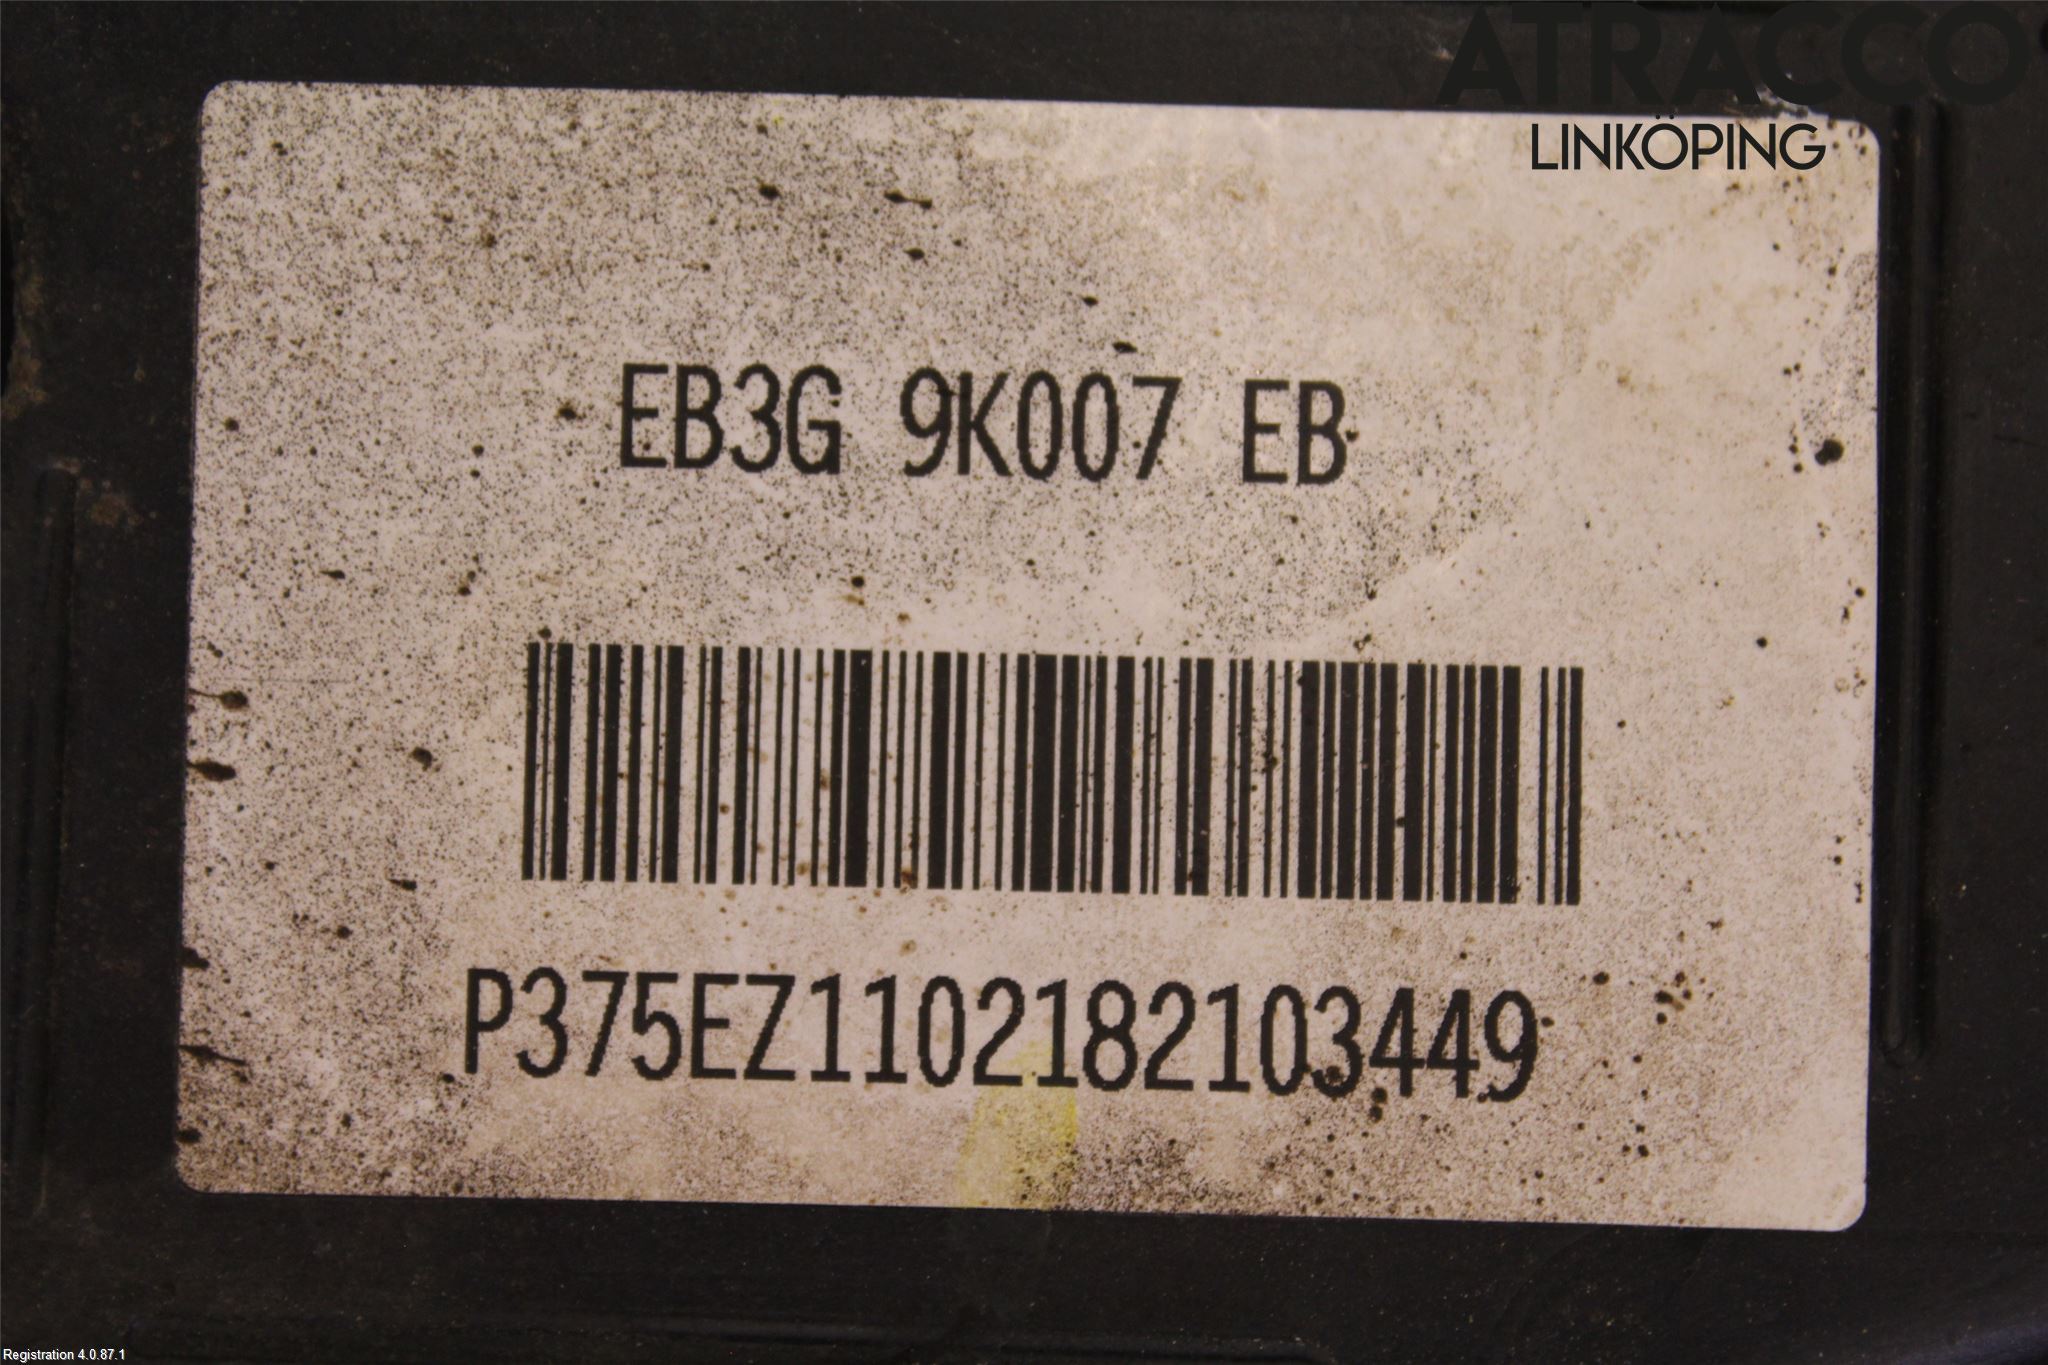 ATRACCO
LINKÖPING
EB3G 9K007 EB
P375EZ1102182103449
Registration 4.0.87.1